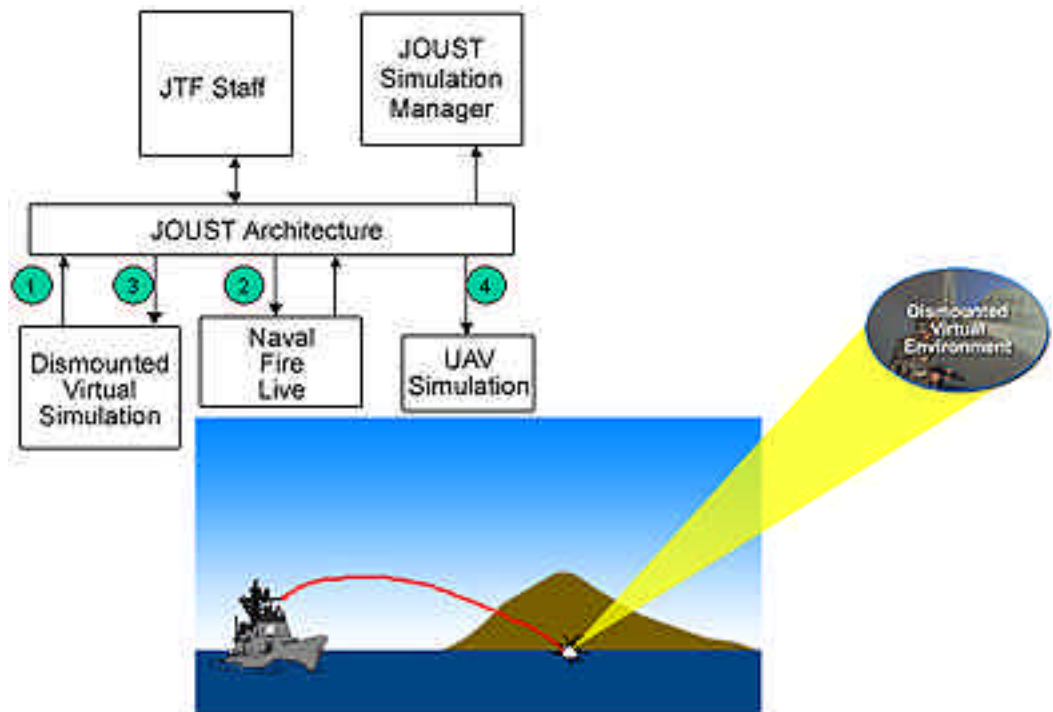 JTF Staff
JOUST
Simulation
Manager
JOUST Architecture
1
3
2
4
Dismounted
Virtual
Simulation
Naval
Fire
Live
UAV
Simulation
Dismounted
Virtual
Environment